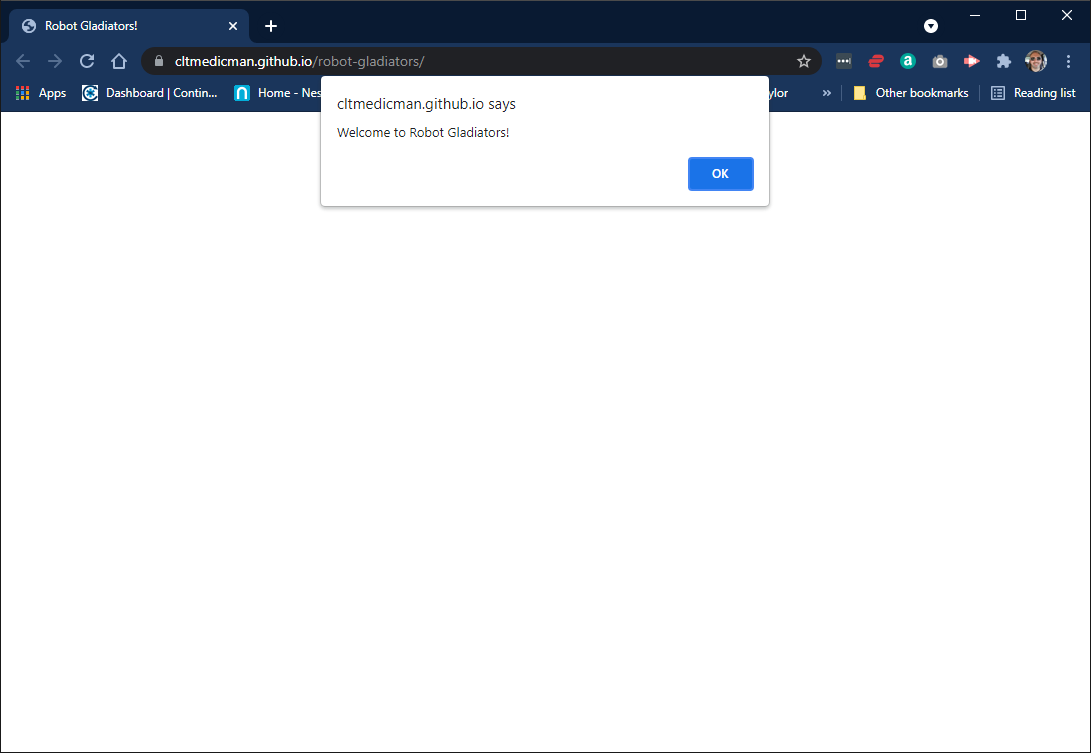 Robot Gladiators!
cltmedicman.github.io/robot-gladiators/
Apps Dashboard | Contin... Home - Nes ylor » Other bookmarks Reading list
cltmedicman.github.io says
Welcome to Robot Gladiators!
OK